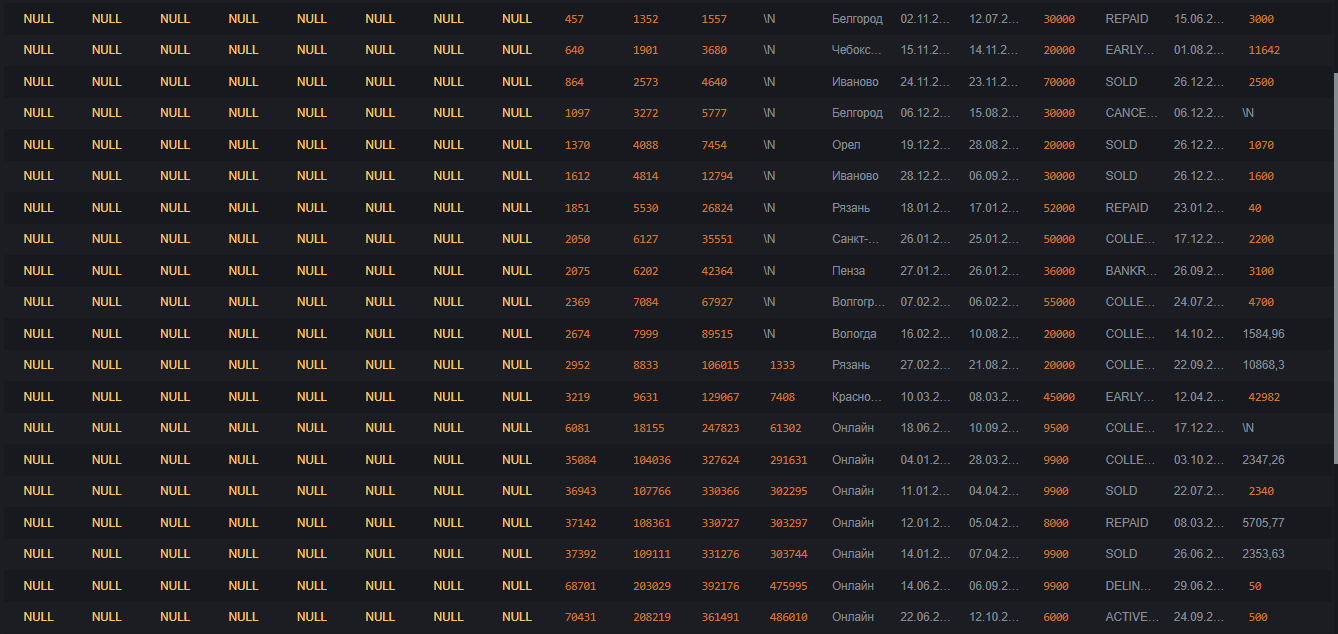 NULL NULL NULL NULL NULL NULL NULL NULL 457 1352 1557 \N Белгород 02.11.2... 12.07.2... 30000 REPAID 15.06.2... 3000
NULL NULL NULL NULL NULL NULL NULL NULL 640 1901 3680 \N Чебокс... 15.11.2... 14.11.2... 20000 EARLY... 01.08.2... 11642
NULL NULL NULL NULL NULL NULL NULL NULL 864 2573 4640 \N Иваново 24.11.2... 23.11.2... 70000 SOLD 26.12.2... 2500
NULL NULL NULL NULL NULL NULL NULL NULL 1097 3272 5777 \N Белгород 06.12.2... 15.08.2... 30000 CANCE... 06.12.2... \N
NULL NULL NULL NULL NULL NULL NULL NULL 1370 4088 7454 \N Орел 19.12.2... 28.08.2... 20000 SOLD 26.12.2... 1070
NULL NULL NULL NULL NULL NULL NULL NULL 1612 4814 12794 \N Иваново 28.12.2... 06.09.2... 30000 SOLD 26.12.2... 1600
NULL NULL NULL NULL NULL NULL NULL NULL 1851 5530 26824 \N Рязань 18.01.2... 17.01.2... 52000 REPAID 23.01.2... 40
NULL NULL NULL NULL NULL NULL NULL NULL 2050 6127 35551 \N Санкт-... 26.01.2... 25.01.2... 50000 COLLE... 17.12.2... 2200
NULL NULL NULL NULL NULL NULL NULL NULL 2075 6202 42364 \N Пенза 27.01.2... 26.01.2... 36000 BANKR... 26.09.2... 3100
NULL NULL NULL NULL NULL NULL NULL NULL 2369 7084 67927 \N Волгогр... 07.02.2... 06.02.2... 55000 COLLE... 24.07.2... 4700
NULL NULL NULL NULL NULL NULL NULL NULL 2674 7999 89515 \N Вологда 16.02.2... 10.08.2... 20000 COLLE... 14.10.2... 1584,96
NULL NULL NULL NULL NULL NULL NULL NULL 2952 8833 106015 1333 Рязань 27.02.2... 21.08.2... 20000 COLLE... 22.09.2... 10868,3
NULL NULL NULL NULL NULL NULL NULL NULL 3219 9631 129067 7408 Красно... 10.03.2... 08.03.2... 45000 EARLY... 12.04.2... 42982
NULL NULL NULL NULL NULL NULL NULL NULL 6081 18155 247823 61302 Онлайн 18.06.2... 10.09.2... 9500 COLLE... 17.12.2... \N
NULL NULL NULL NULL NULL NULL NULL NULL 35084 104036 327624 291631 Онлайн 04.01.2... 28.03.2... 9900 COLLE... 03.10.2... 2347,26
NULL NULL NULL NULL NULL NULL NULL NULL 36943 107766 330366 302295 Онлайн 11.01.2... 04.04.2... 9900 SOLD 22.07.2... 2340
NULL NULL NULL NULL NULL NULL NULL NULL 37142 108361 330727 303297 Онлайн 12.01.2... 05.04.2... 8000 REPAID 08.03.2... 5705,77
NULL NULL NULL NULL NULL NULL NULL NULL 37392 109111 331276 303744 Онлайн 14.01.2... 07.04.2... 9900 SOLD 26.06.2... 2353,63
NULL NULL NULL NULL NULL NULL NULL NULL 68701 203029 392176 475995 Онлайн 14.06.2... 06.09.2... 9900 DELIN... 29.06.2... 50
NULL NULL NULL NULL NULL NULL NULL NULL 70431 208219 361491 486010 Онлайн 22.06.2... 12.10.2... 6000 ACTIVE... 24.09.2... 500